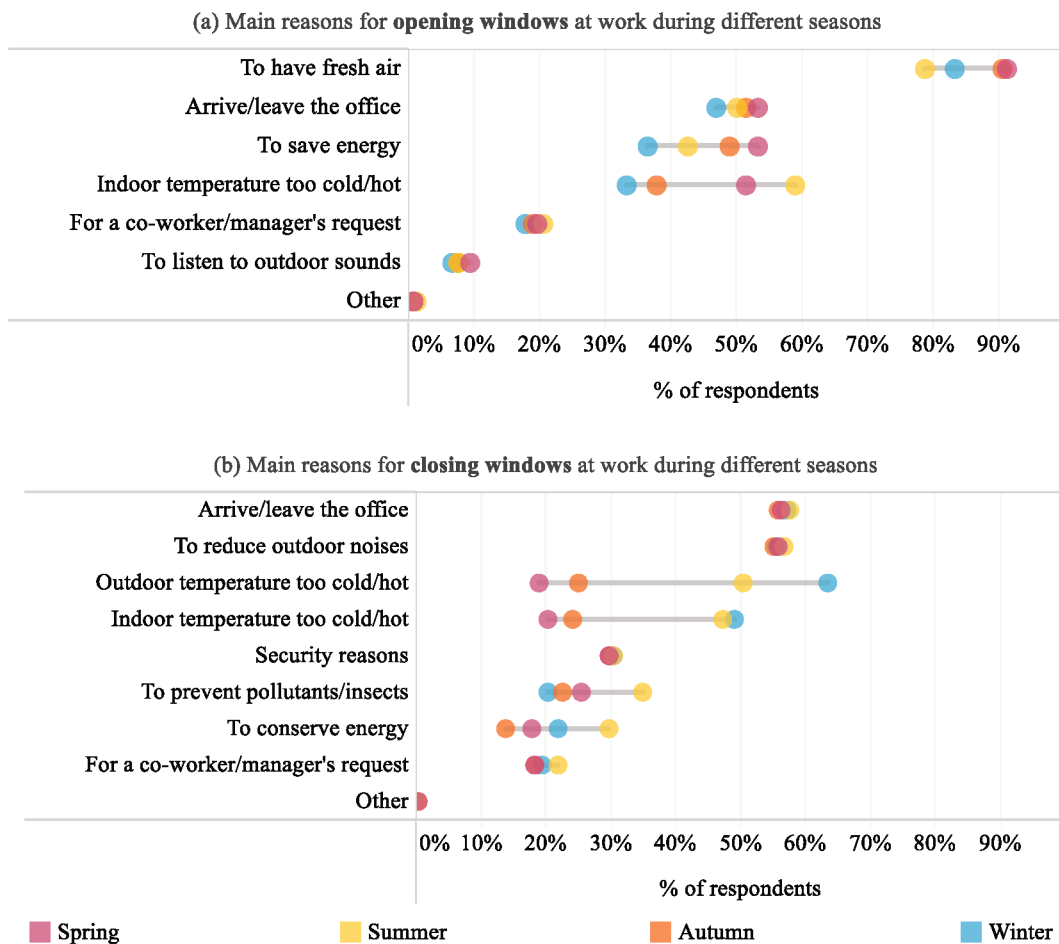 (a) Main reasons for opening windows at work during different seasons
To have fresh air
Arrive/leave the office
To save energy
Indoor temperature too cold/hot
For a co-worker/manager's request
To listen to outdoor sounds
Other
0% 10% 20% 30% 40% 50% 60% 70% 80% 90%
% of respondents
(b) Main reasons for closing windows at work during different seasons
Arrive/leave the office
To reduce outdoor noises
Outdoor temperature too cold/hot
Indoor temperature too cold/hot
Security reasons
To prevent pollutants/insects
To conserve energy
For a co-worker/manager's request
Other
0% 10% 20% 30% 40% 50% 60% 70% 80% 90%
% of respondents
Spring Summer Autumn Winter